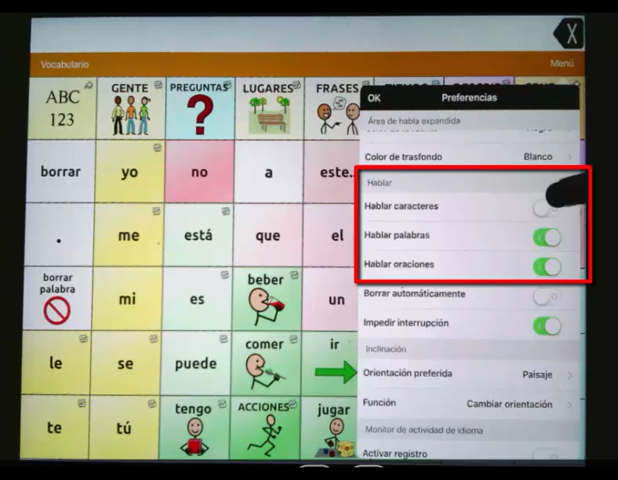 Vocabulario
Menú
ABC
123
GENTE
PREGUNTAS
LUGARES
FRASES
OK
Preferencias
Área de habla expandida
Color de trasfondo
Blanco
borrar
yo
no
a
este..
Hablar
Hablar caracteres
.
me
está
que
el
Hablar palabras
Hablar oraciones
borrar
palabra
mi
es
beber
un
Borrar automáticamente
Impedir interrupción
le
se
puede
comer
ir
Inclinación
Orientación preferida
Paisaje
te
tú
tengo
ACCIONES
jugar
Función
Cambiar orientación
Monitor de actividad de idioma
Activar registro